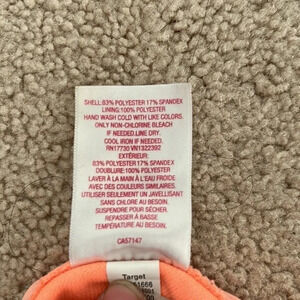 SHELL:83% POLYESTER 17% SPANDEX
LINING:100% POLYESTER
HAND WASH COLD WITH LIKE COLORS.
ONLY NON-CHLORINE BLEACH
IF NEEDED.LINE DRY.
COOL IRON IF NEEDED.
RN17730 VN1322392
EXTÉRIEUR:
83% POLYESTER 17% SPANDEX
DOUBLURE:100% POLYESTER
LAVER À LA MAIN À L'EAU FROIDE
AVEC DES COULEURS SIMILAIRES.
UTILISER SEULEMENT UN JAVELLISANT
SANS CHLORE AU BESOIN.
SUSPENDRE POUR SÉCHER.
REPASSER À BASSE
TEMPÉRATURE AU BESOIN.
CA57147
Target